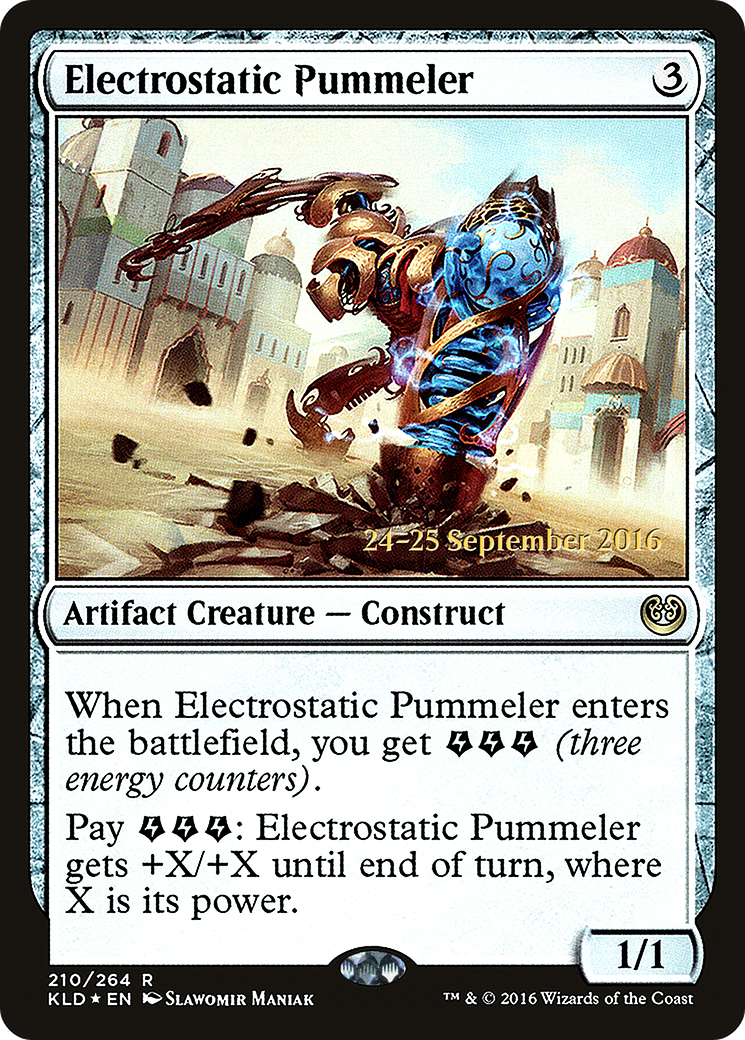 Electrostatic Pummeler 3
24–25 September 2016
Artifact Creature — Construct
When Electrostatic Pummeler enters
the battlefield, you get ⚡⚡⚡ (three
energy counters).
Pay ⚡⚡⚡: Electrostatic Pummeler
gets +X/+X until end of turn, where
X is its power.
1/1
210/264 R
KLD ★ EN Slawomir Maniak
™ & © 2016 Wizards of the Coast